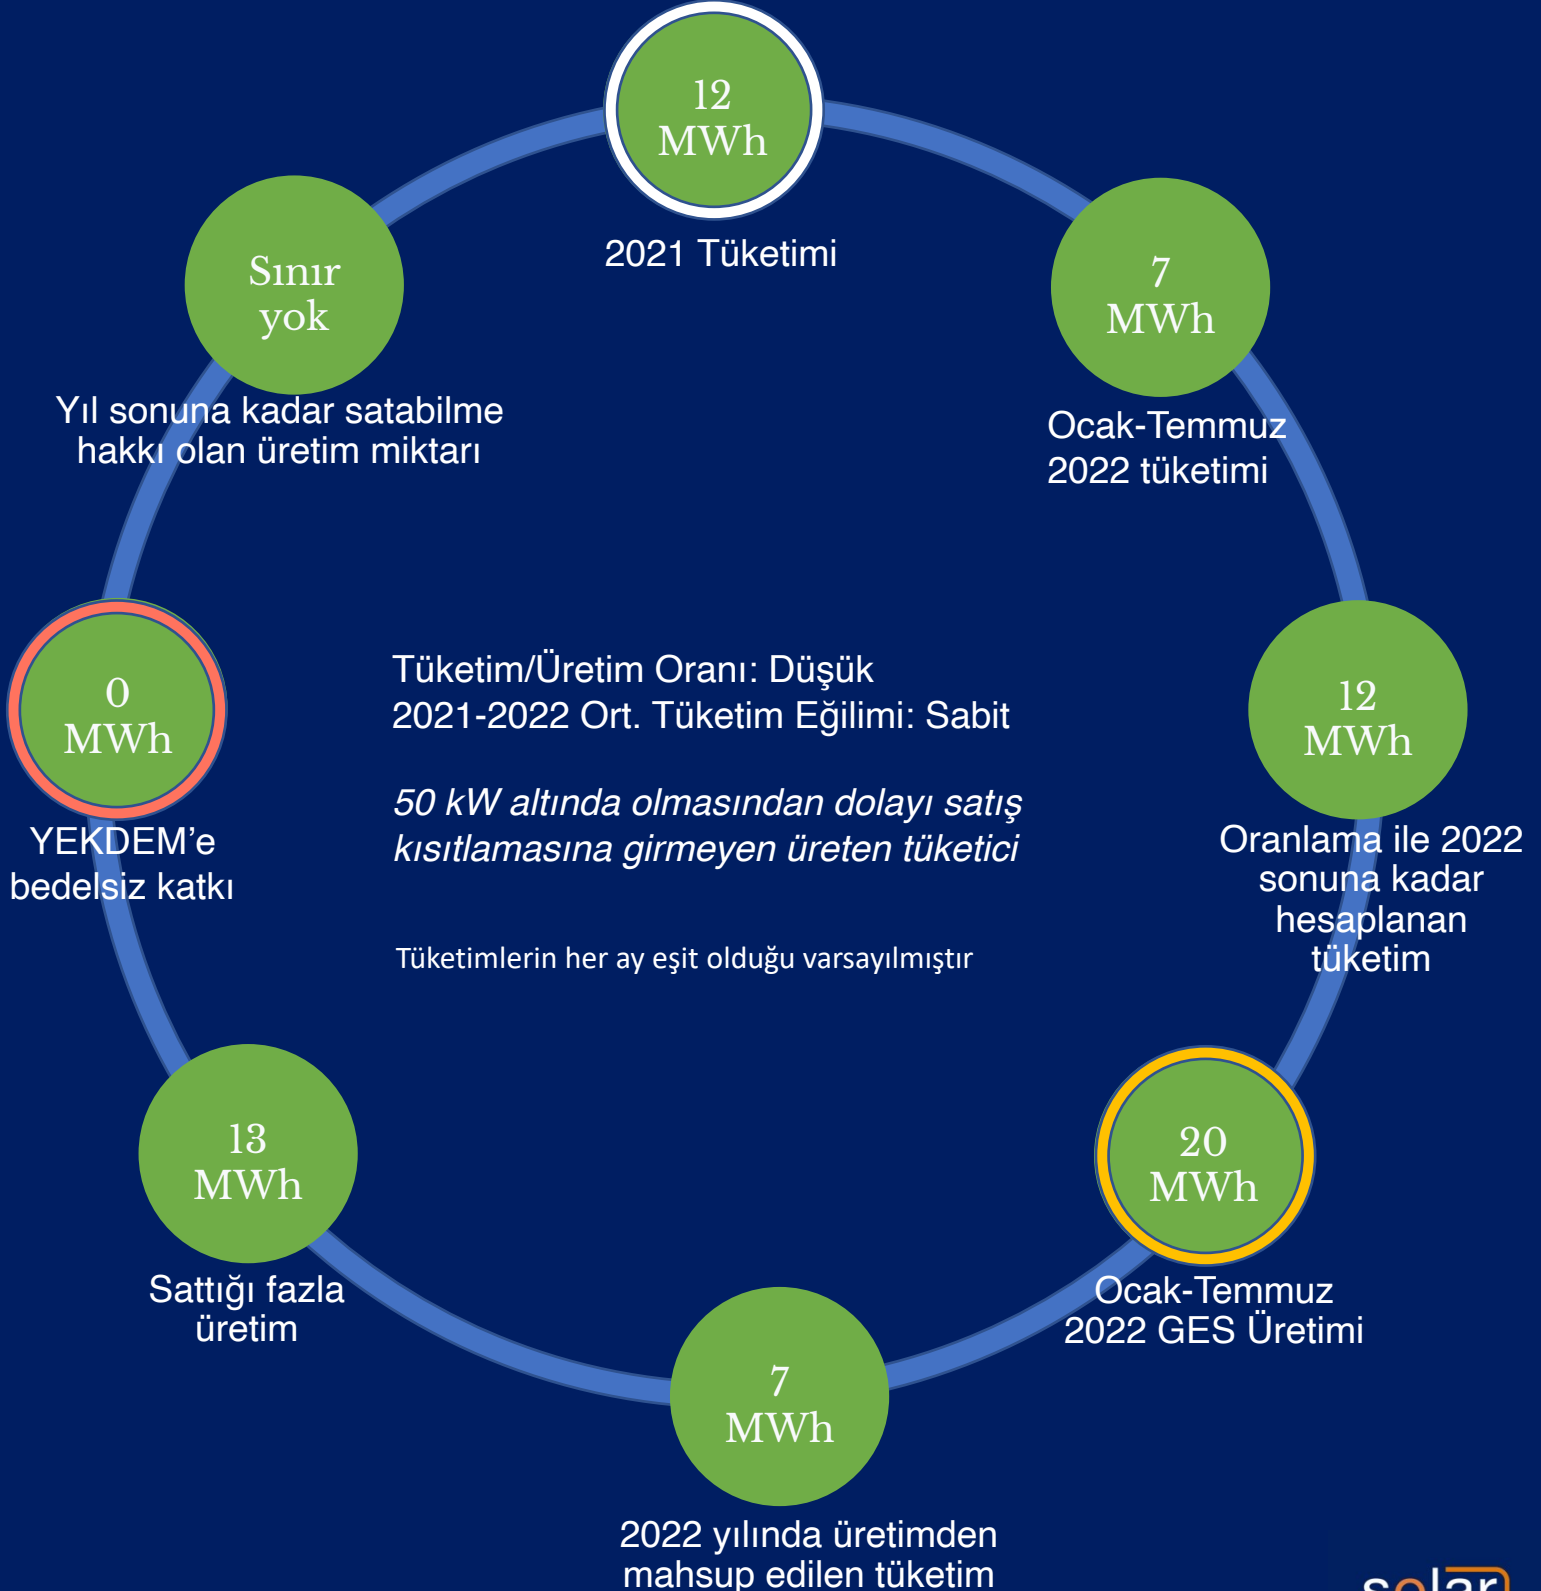 12
MWh
2021 Tüketimi
7
MWh
Ocak-Temmuz
2022 tüketimi
12
MWh
Oranlama ile 2022
sonuna kadar
hesaplanan
tüketim
20
MWh
Ocak-Temmuz
2022 GES Üretimi
7
MWh
2022 yılında üretimden
mahsup edilen tüketim
13
MWh
Sattığı fazla
üretim
0
MWh
YEKDEM’e
bedelsiz katkı
Sınır
yok
Yıl sonuna kadar satabilme
hakkı olan üretim miktarı
Tüketim/Üretim Oranı: Düşük
2021-2022 Ort. Tüketim Eğilimi: Sabit
50 kW altında olmasından dolayı satış
kısıtlamasına girmeyen üreten tüketici
Tüketimlerin her ay eşit olduğu varsayılmıştır
solar